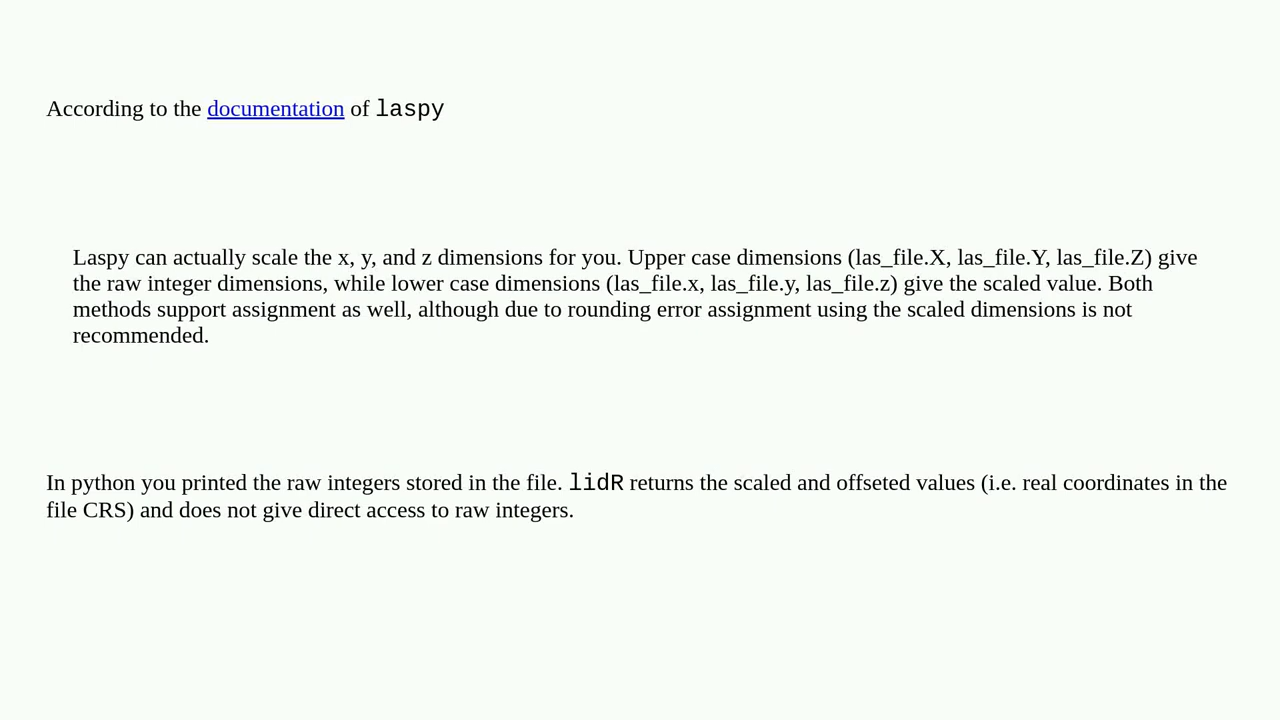 According to the documentation of laspy
Laspy can actually scale the x, y, and z dimensions for you. Upper case dimensions (las_file.X, las_file.Y, las_file.Z) give
the raw integer dimensions, while lower case dimensions (las_file.x, las_file.y, las_file.z) give the scaled value. Both
methods support assignment as well, although due to rounding error assignment using the scaled dimensions is not
recommended.
In python you printed the raw integers stored in the file. lidR returns the scaled and offseted values (i.e. real coordinates in the
file CRS) and does not give direct access to raw integers.